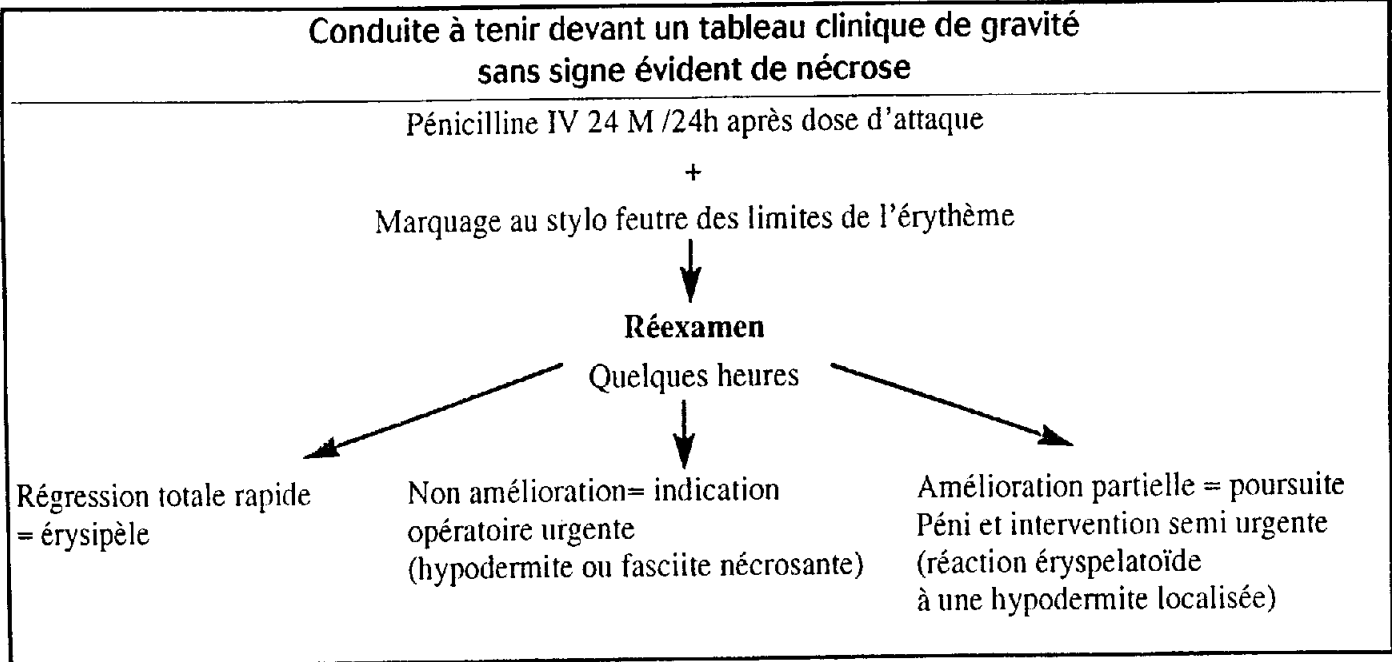 Conduite à tenir devant un tableau clinique de gravité
sans signe évident de nécrose
Pénicilline IV 24 M /24h après dose d'attaque
+
Marquage au stylo feutre des limites de l'érythème
Réexamen
Quelques heures
Régression totale rapide
= érysipèle
Non amélioration= indication
opératoire urgente
(hypodermite ou fasciite nécrosante)
Amélioration partielle = poursuite
Péni et intervention semi urgente
(réaction éryspelatoïde
à une hypodermite localisée)